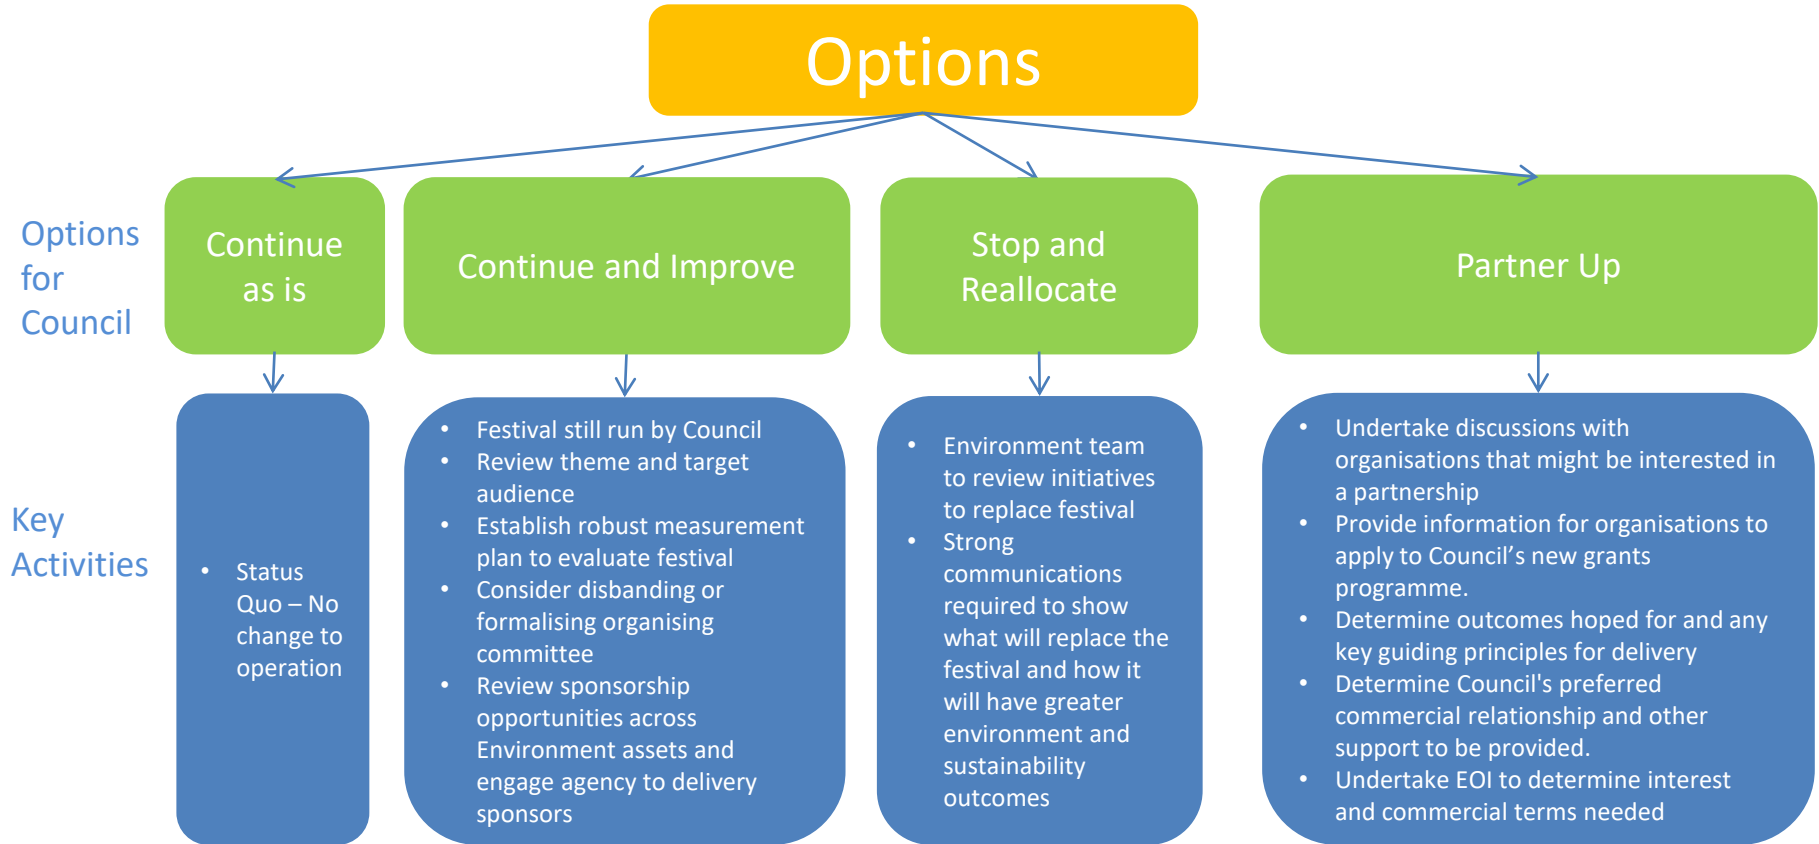 Options
Options
for
Council
Continue
as is
Continue and Improve
Stop and
Reallocate
Partner Up
Key
Activities
• Status
Quo – No
change to
operation
• Festival still run by Council
• Review theme and target
audience
• Establish robust measurement
plan to evaluate festival
• Consider disbanding or
formalising organising
committee
• Review sponsorship
opportunities across
Environment assets and
engage agency to delivery
sponsors
• Environment team
to review initiatives
to replace festival
• Strong
communications
required to show
what will replace the
festival and how it
will have greater
environment and
sustainability
outcomes
• Undertake discussions with
organisations that might be interested in
a partnership
• Provide information for organisations to
apply to Council’s new grants
programme.
• Determine outcomes hoped for and any
key guiding principles for delivery
• Determine Council's preferred
commercial relationship and other
support to be provided.
• Undertake EOI to determine interest
and commercial terms needed